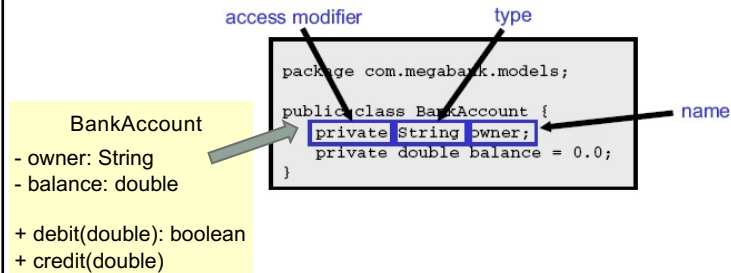 access modifier
type
package com.megabank.models;
public class BankAccount {
private String owner;
private double balance = 0.0;
}
name
BankAccount
- owner: String
- balance: double
+ debit(double): boolean
+ credit(double)